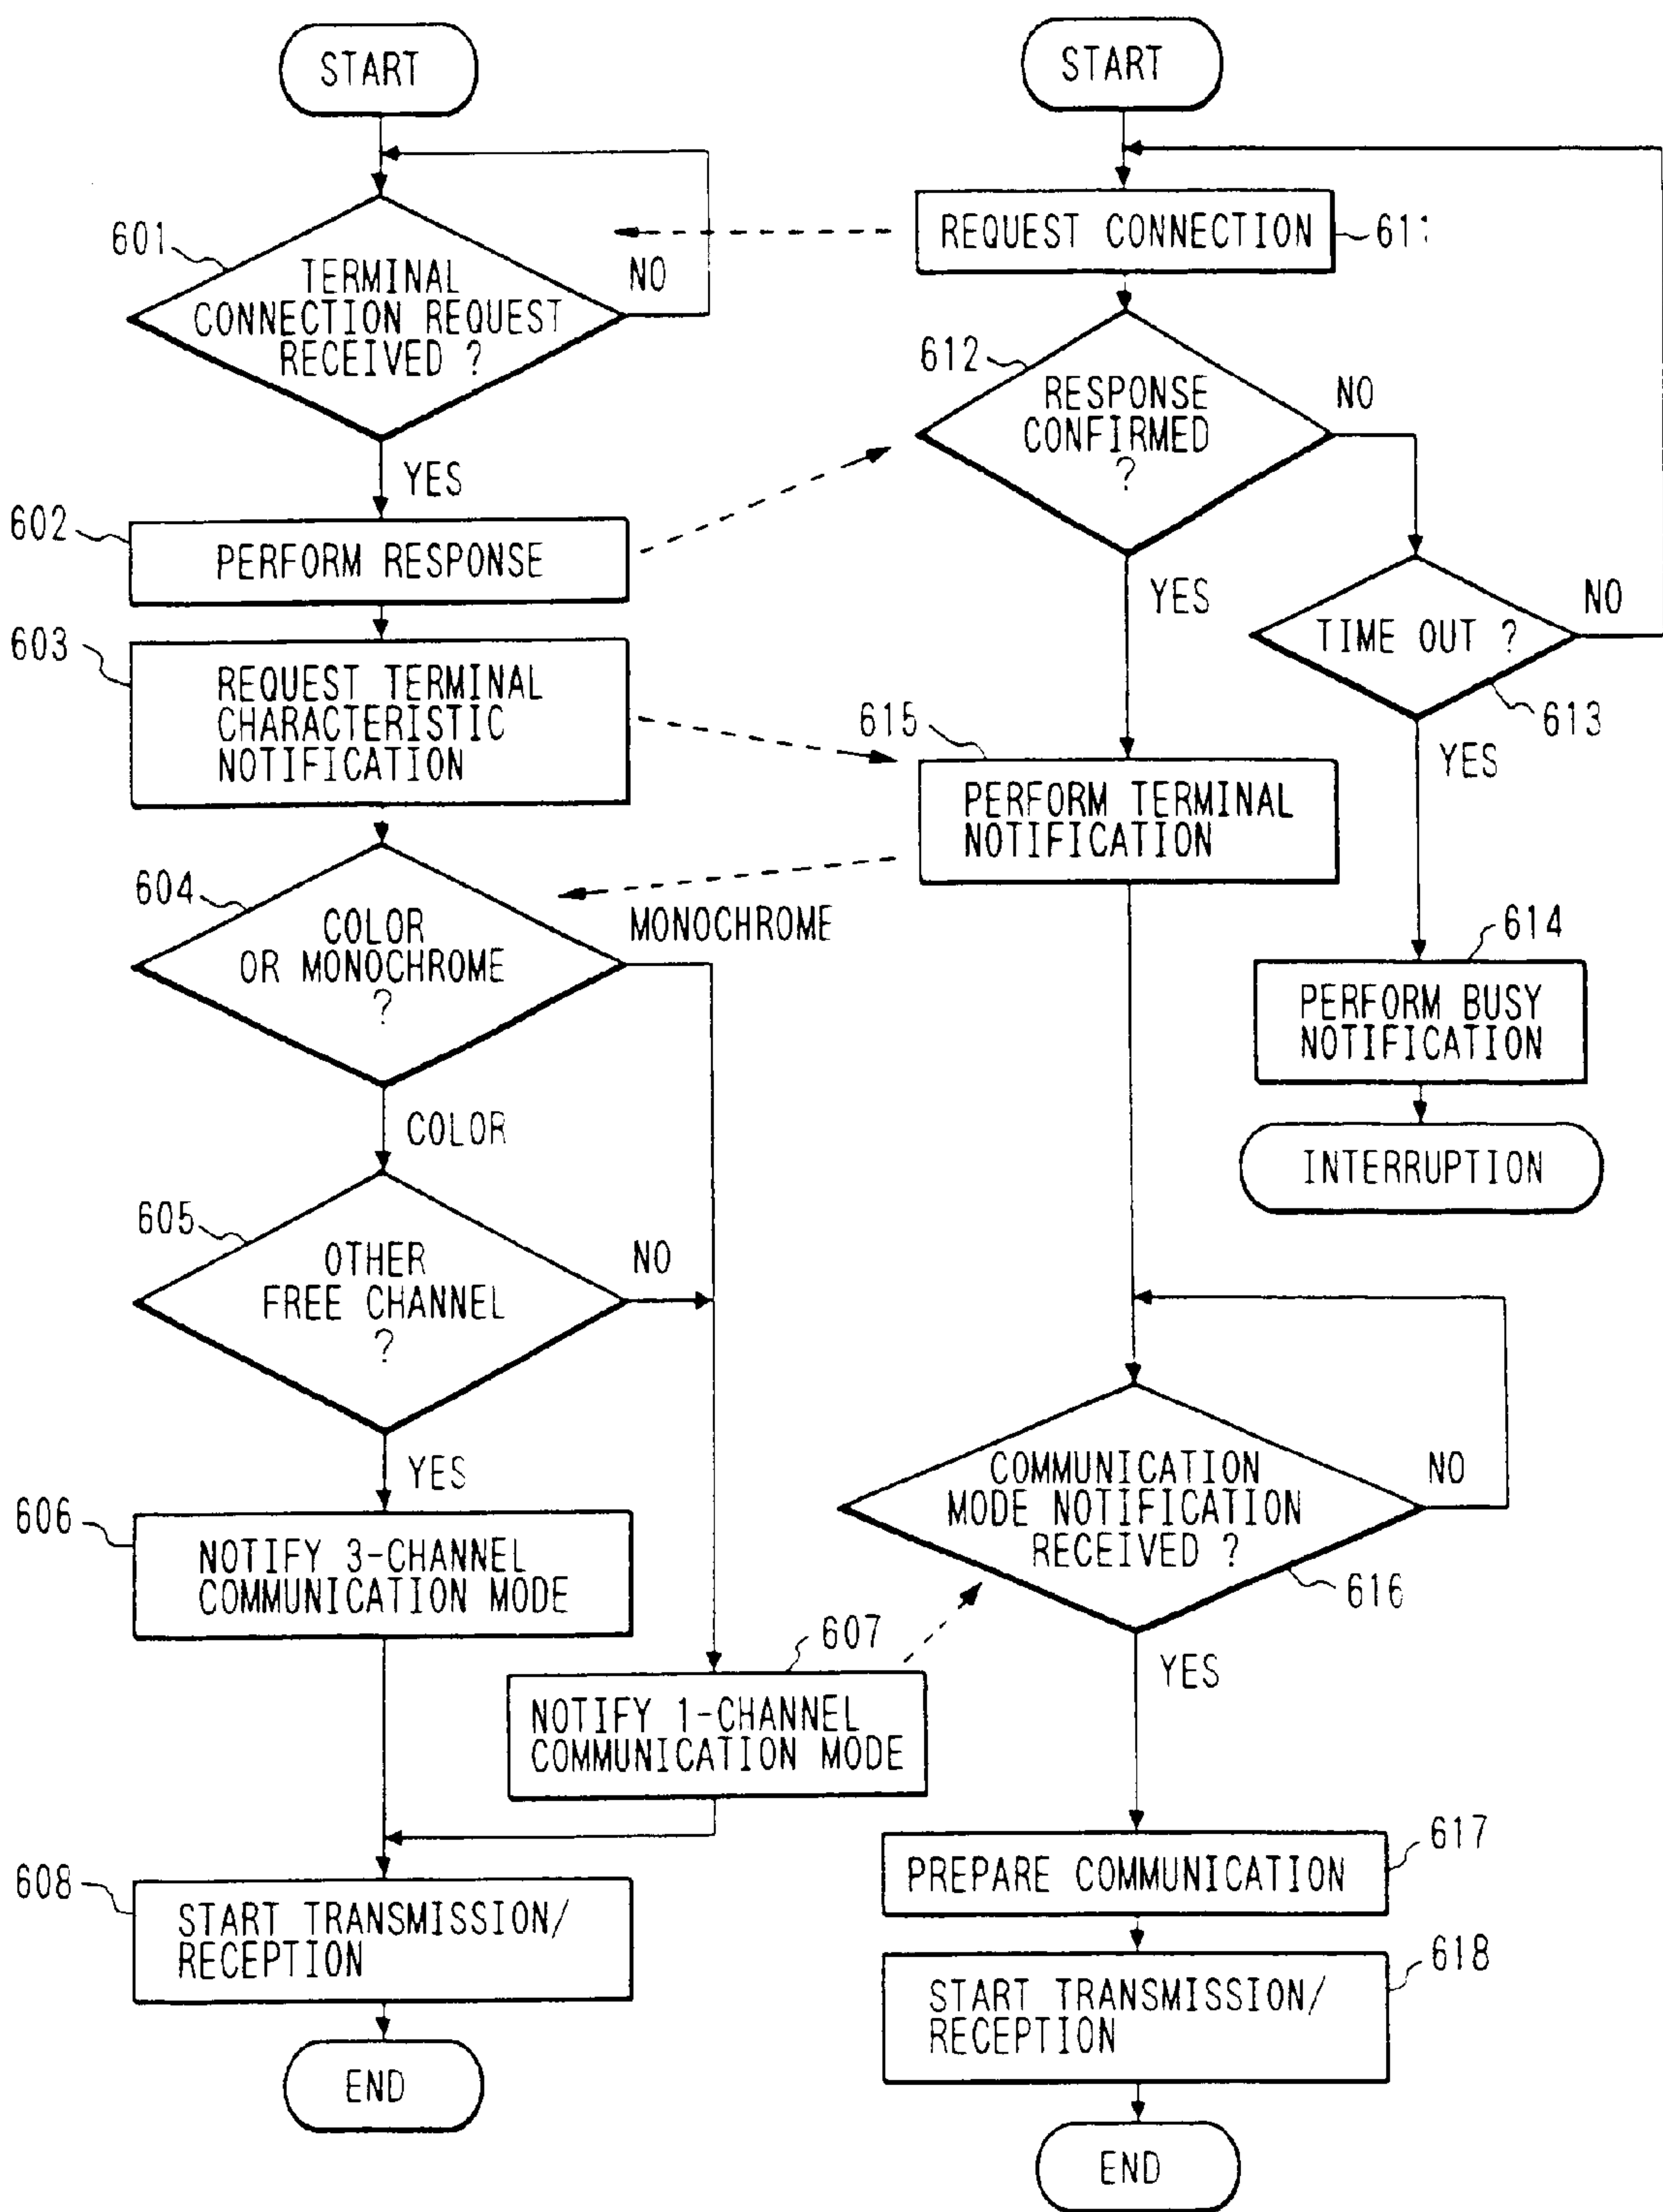 START
601
TERMINAL
CONNECTION REQUEST
RECEIVED ?
NO
YES
602
PERFORM RESPONSE
603
REQUEST TERMINAL
CHARACTERISTIC
NOTIFICATION
604
COLOR
OR MONOCHROME
?
MONOCHROME
COLOR
605
OTHER
FREE CHANNEL
?
NO
YES
606
NOTIFY 3-CHANNEL
COMMUNICATION MODE
607
NOTIFY 1-CHANNEL
COMMUNICATION MODE
608
START TRANSMISSION/
RECEPTION
END
START
REQUEST CONNECTION
611
612
RESPONSE
CONFIRMED
?
NO
YES
TIME OUT ?
NO
613
YES
614
PERFORM BUSY
NOTIFICATION
INTERRUPTION
615
PERFORM TERMINAL
NOTIFICATION
COMMUNICATION
MODE NOTIFICATION
RECEIVED ?
NO
616
YES
617
PREPARE COMMUNICATION
618
START TRANSMISSION/
RECEPTION
END